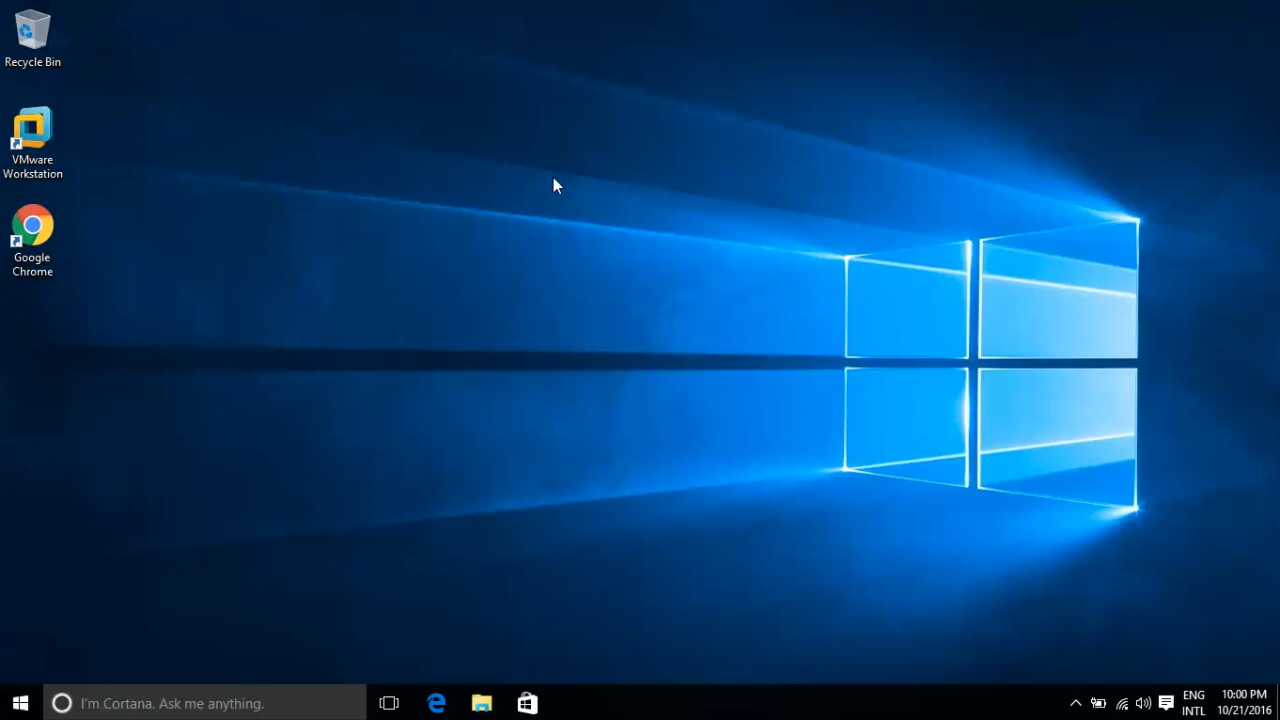 Recycle Bin
VMware
Workstation
Google
Chrome
I'm Cortana. Ask me anything.
ENG
INTL
10:00 PM
10/21/2016